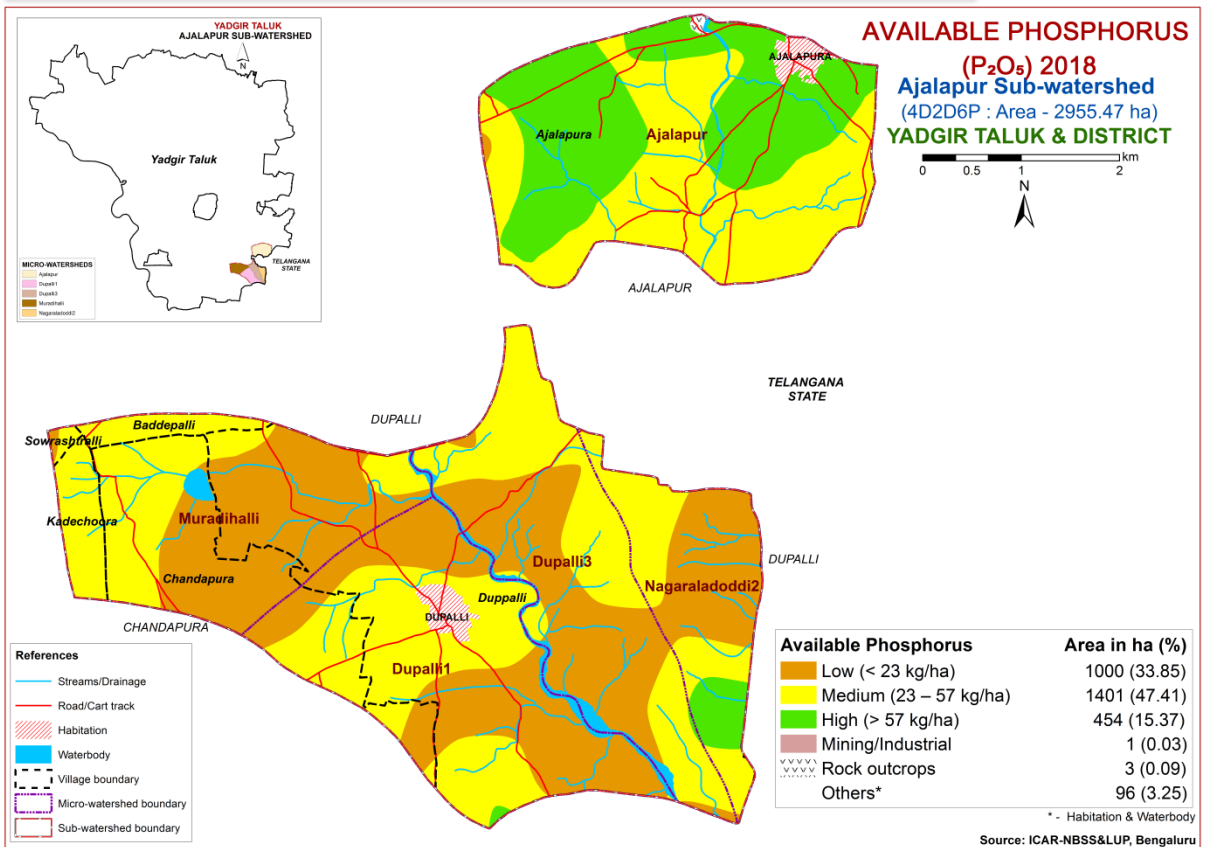 YADGIR TALUK
AJALAPUR SUB-WATERSHED
N
Yadgir Taluk
TELANGANA
STATE
MICRO-WATERSHEDS
Ajalapur
Dupalli1
Dupalli3
Muradihalli
Nagaraladoddi2
AVAILABLE PHOSPHORUS
(P₂O₅) 2018
Ajalapur Sub-watershed
(4D2D6P : Area - 2955.47 ha)
YADGIR TALUK & DISTRICT
km
0 0.5 1 2
N
AJALAPURA
Ajalapura
Ajalapur
AJALAPUR
TELANGANA
STATE
DUPALLI
Baddepalli
Sowrashtralli
Kadechoora
Muradihalli
Chandapura
CHANDAPURA
Dupalli3
DUPALLI
Nagaraladoddi2
Duppalli
DUPALLI
Dupalli1
References
Streams/Drainage
Road/Cart track
Habitation
Waterbody
Village boundary
Micro-watershed boundary
Sub-watershed boundary
Available Phosphorus Area in ha (%)
Low (< 23 kg/ha) 1000 (33.85)
Medium (23 – 57 kg/ha) 1401 (47.41)
High (> 57 kg/ha) 454 (15.37)
Mining/Industrial 1 (0.03)
Rock outcrops 3 (0.09)
Others* 96 (3.25)
* - Habitation & Waterbody
Source: ICAR-NBSS&LUP, Bengaluru